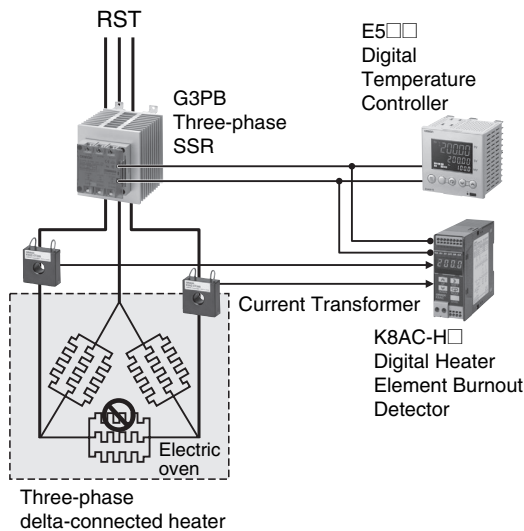 RST
E5□□
Digital
Temperature
Controller
G3PB
Three-phase
SSR
Current Transformer
K8AC-H□
Digital Heater
Element Burnout
Detector
Electric
oven
Three-phase
delta-connected heater